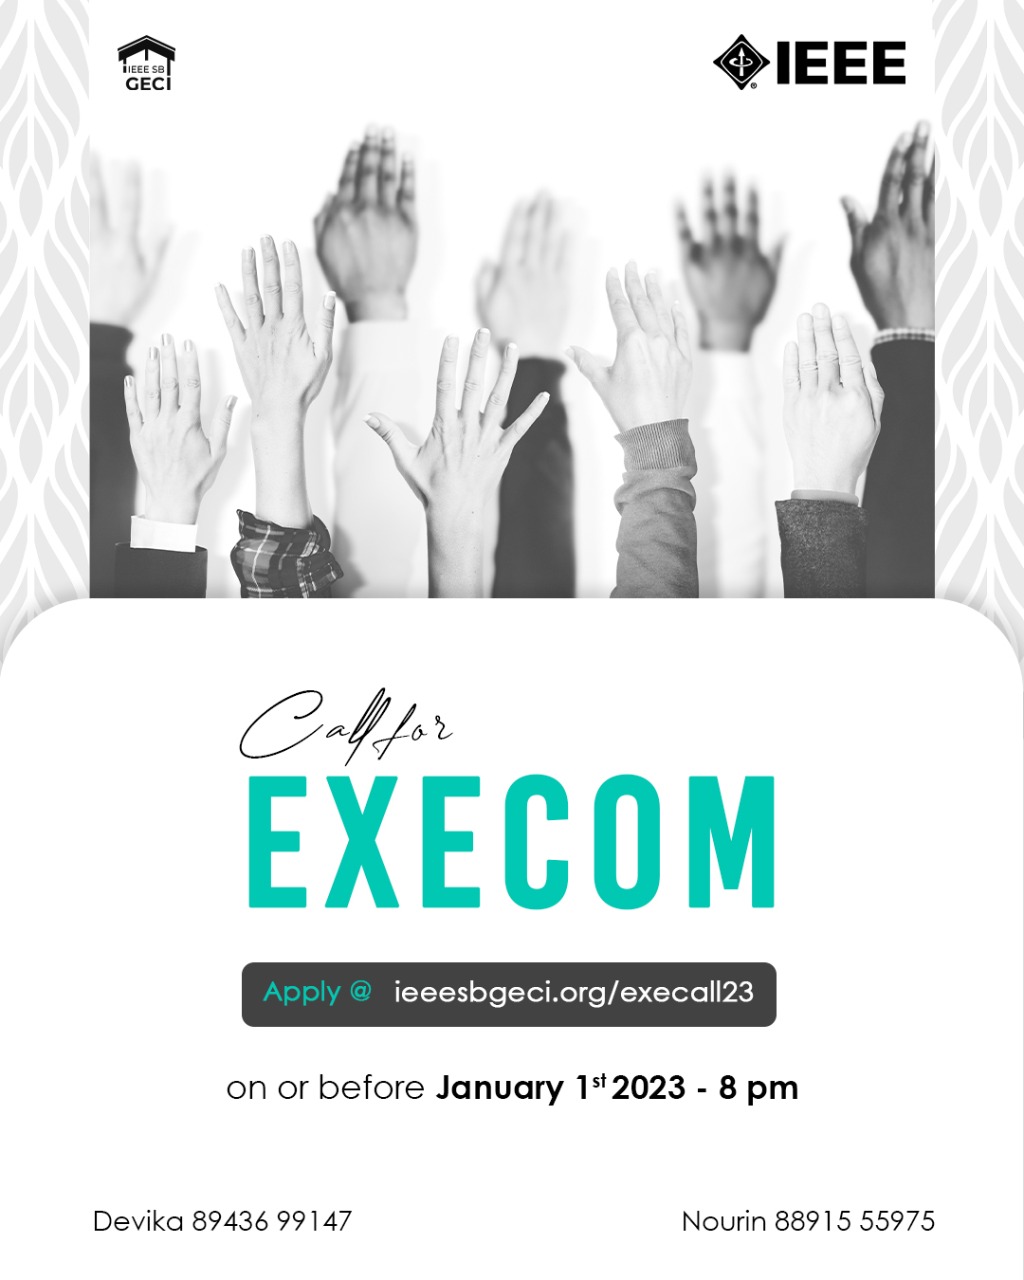 IEEE SB
GECI
IEEE
Call for
EXECOM
Apply @ ieeesbgeci.org/execall23
on or before January 1st 2023 - 8 pm
Devika 89436 99147
Nourin 88915 55975